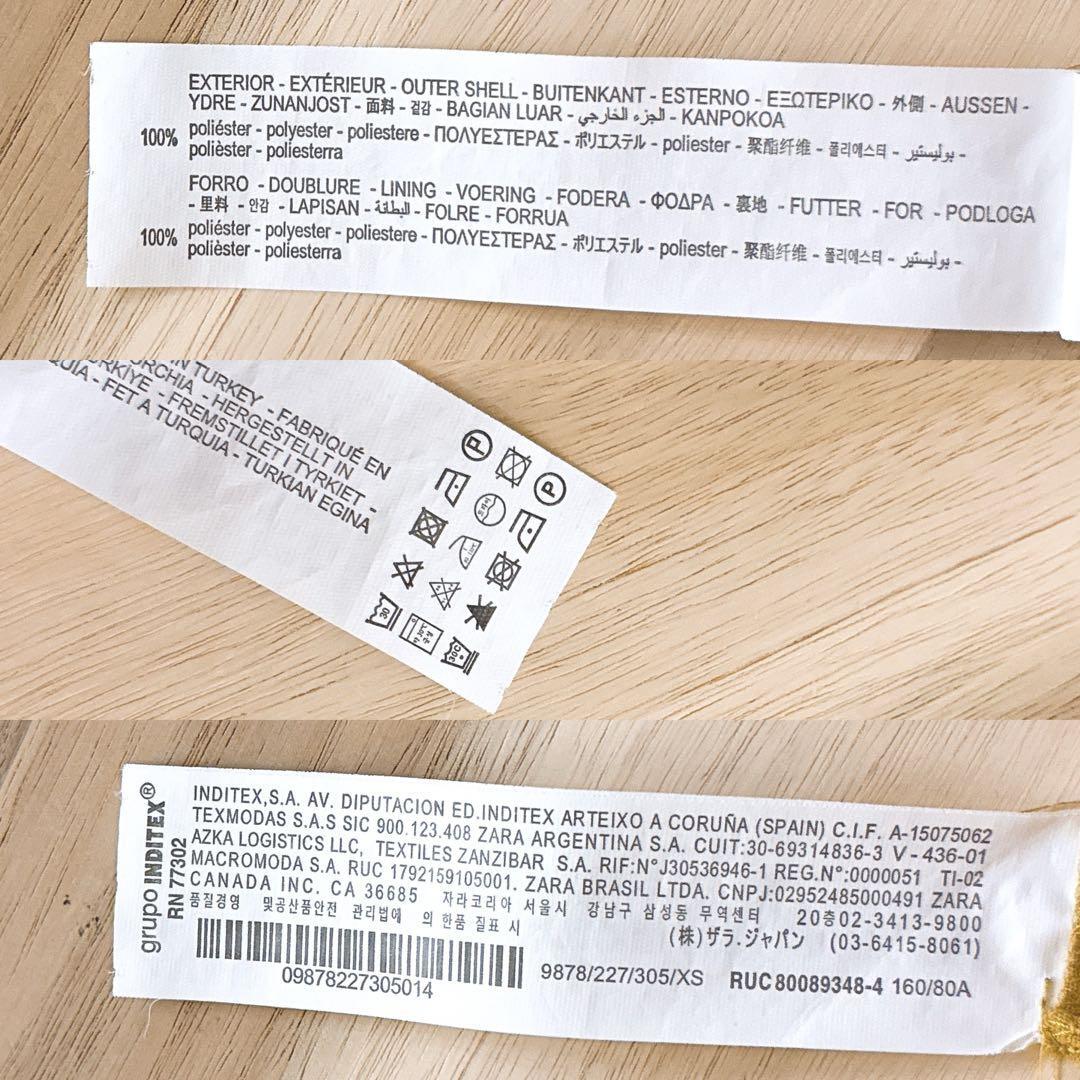 EXTERIOR - EXTÉRIEUR - OUTER SHELL - BUITENKANT - ESTERNO - ΕΞΩΤΕΡΙΚΟ - 外側 - AUSSEN -
YDRE - ZUNANJOST - 面料 - 겉감 - BAGIAN LUAR - الجزء الخارجي - KANPOKOA
100% poliéster - polyester - poliestere - ΠΟΛΥΕΣΤΕΡΑΣ - ポリエステル - poliester - 聚酯纤维 - 폴리에스터 - بوليستير -
polièster - poliesterra
FORRO - DOUBLURE - LINING - VOERING - FODERA - ΦΟΔΡΑ - 裏地 - FUTTER - FOR - PODLOGA
- 里料 - 안감 - LAPISAN - البطانة - FOLRE - FORRUA
100% poliéster - polyester - poliestere - ΠΟΛΥΕΣΤΕΡΑΣ - ポリエステル - poliester - 聚酯纤维 - 폴리에스터 - بوليستير -
polièster - poliesterra
IN TURKEY - FABRIQUÉ EN
- HERGESTELLT IN
- FREMSTILLET I TYRKIET -
- FET A TURQUIA - TURKIAN EGINA
P
P
30
30C
grupo INDITEX®
RN 77302
INDITEX,S.A. AV. DIPUTACION ED.INDITEX ARTEIXO A CORUÑA (SPAIN) C.I.F. A-15075062
TEXMODAS S.A.S SIC 900.123.408 ZARA ARGENTINA S.A. CUIT:30-69314836-3 V - 436-01
AZKA LOGISTICS LLC, TEXTILES ZANZIBAR S.A. RIF:N°J30536946-1 REG.N°:0000051 TI-02
MACROMODA S.A. RUC 1792159105001. ZARA BRASIL LTDA. CNPJ:02952485000491 ZARA
CANADA INC. CA 36685 자라코리아 서울시 강남구 삼성동 무역센터 20층02-3413-9800
품질경영 및공산품안전 관리법에 의 한품 질표 시 (株)ザラ.ジャパン (03-6415-8061)
09878227305014 9878/227/305/XS RUC 80089348-4 160/80A